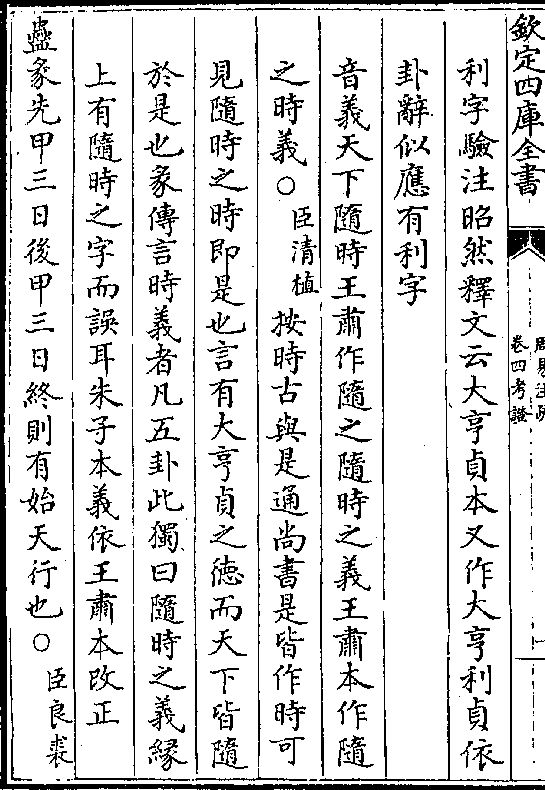 欽定四庫全書
周易注疏
卷四考證
利字驗注昭然釋文云大亨貞本又作大亨利貞依
卦辭似應有利字
音義天下隨時王肅作隨之隨時之義王肅本作隨
之時義○臣清植按時古與是通尚書是皆作時可
見隨時之時即是也言有大亨貞之徳而天下皆隨
於是也彖傳言時義者凡五卦此獨曰隨時之義緣
上有隨時之字而誤耳朱子本義依王肅本改正
蠱彖先甲三日後甲三日終則有始天行也○臣良裘